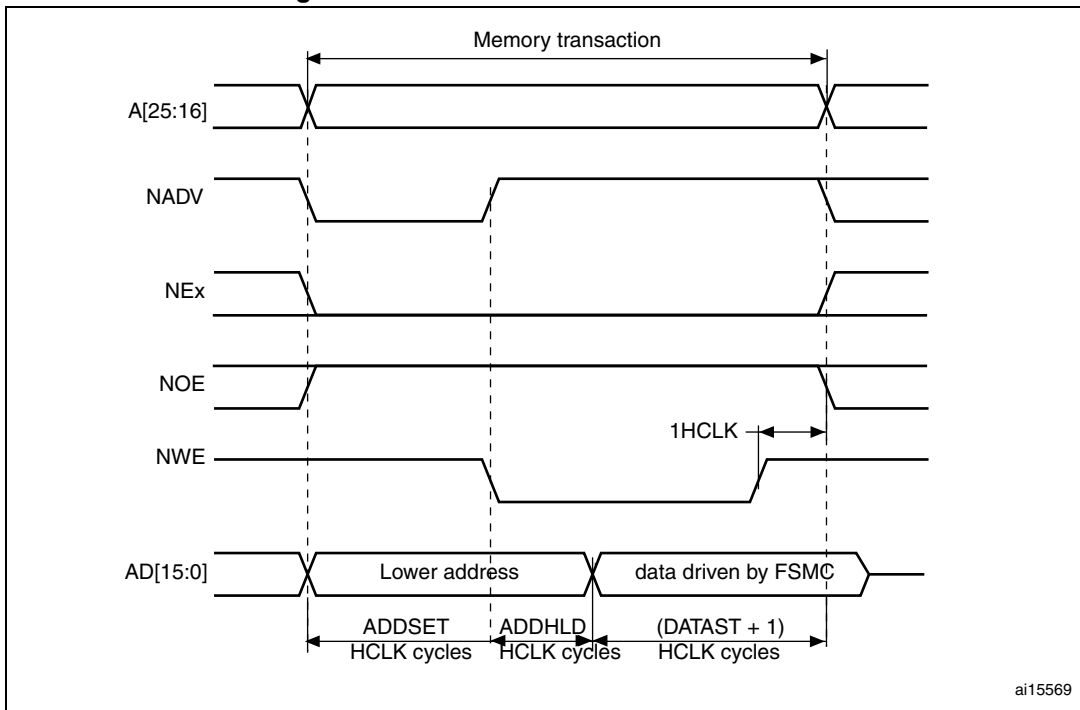 Memory transaction
A[25:16]
NADV
NEx
NOE
1HCLK
NWE
AD[15:0]
Lower address
data driven by FSMC
ADDSET
HCLK cycles
ADDHLD
HCLK cycles
(DATAST + 1)
HCLK cycles
ai15569